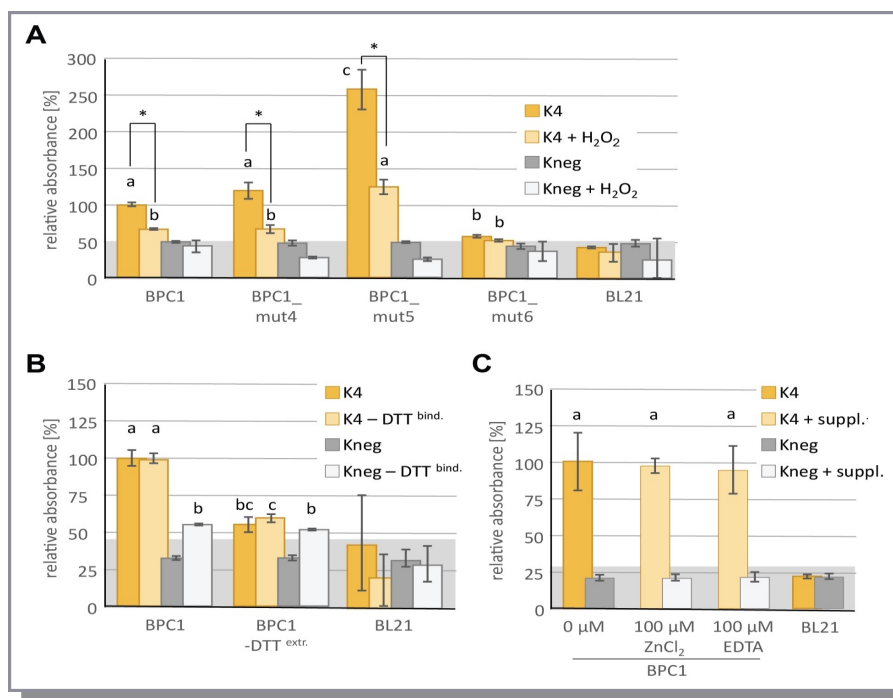 A
relative absorbance [%]
300
250
200
150
100
50
0
*
*
*
a
b
a
b
c
a
b
b
K4
K4 + H₂O₂
Kneg
Kneg + H₂O₂
BPC1
BPC1_
mut4
BPC1_
mut5
BPC1_
mut6
BL21
B
relative absorbance [%]
150
125
100
75
50
25
0
a a
b
bc c b
K4
K4 – DTT bind.
Kneg
Kneg – DTT bind.
BPC1
BPC1
-DTT extr.
BL21
C
relative absorbance [%]
150
125
100
75
50
25
0
a
a
a
K4
K4 + suppl.
Kneg
Kneg + suppl.
0 µM
100 µM
ZnCl₂
100 µM
EDTA
BL21
BPC1